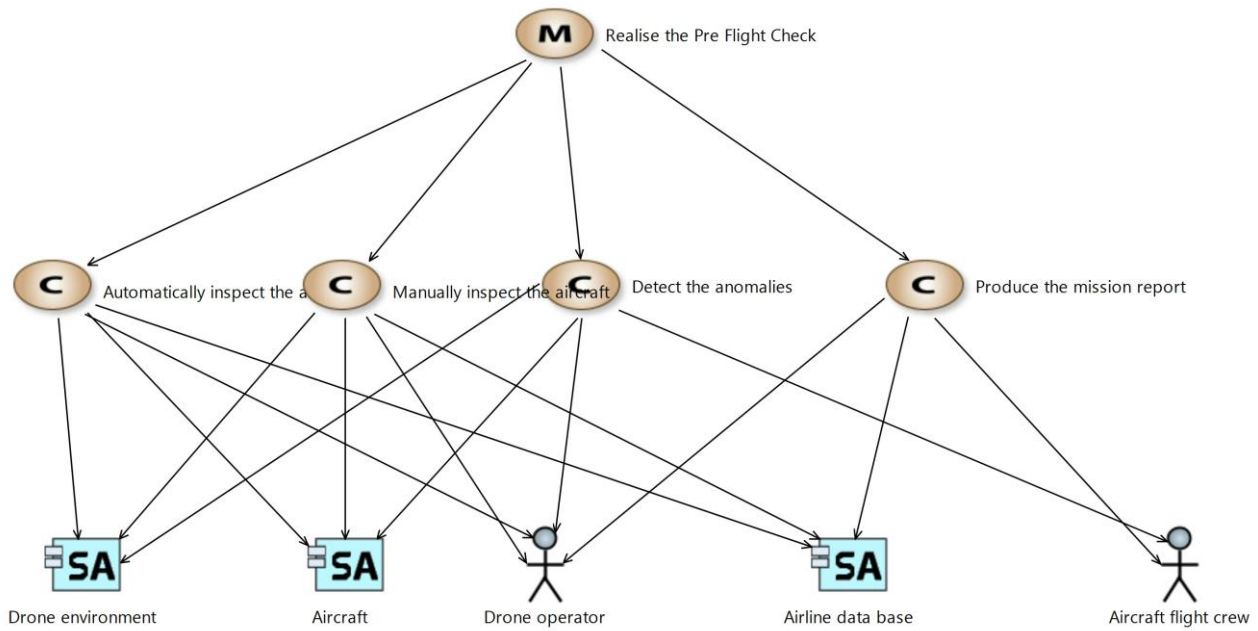 M Realise the Pre Flight Check
C Automatically inspect the a
C Manually inspect the aircraft
C Detect the anomalies
C Produce the mission report
SA
SA
SA
Drone environment
Aircraft
Drone operator
Airline data base
Aircraft flight crew